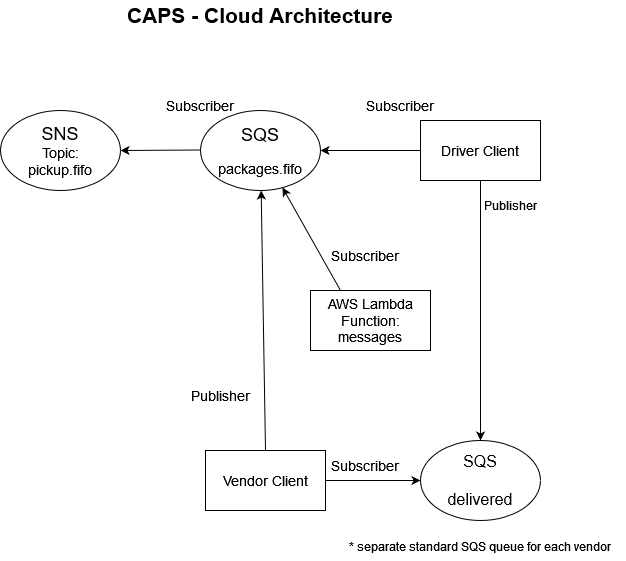 CAPS - Cloud Architecture
Subscriber
Subscriber
SNS
Topic:
pickup.fifo
SQS
packages.fifo
Driver Client
Publisher
Subscriber
AWS Lambda
Function:
messages
Publisher
Vendor Client
Subscriber
SQS
delivered
* separate standard SQS queue for each vendor